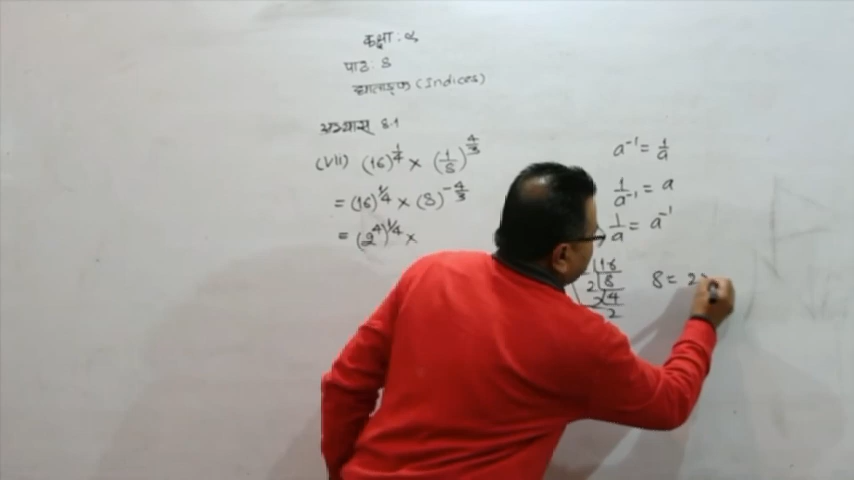 कक्षा : ९
पाठ : 8
घाताङ्क (Indices)
अभ्यास 8.1
(VII) (16)^{1/4} × (1/8)^{4/3}
= (16)^{1/4} × (8)^{-4/3}
= (2^4)^{1/4} ×
a^{-1} = 1/a
1/a^{-1} = a
1/a = a^{-1}
16
2 8
2 4
2
8 = 2×